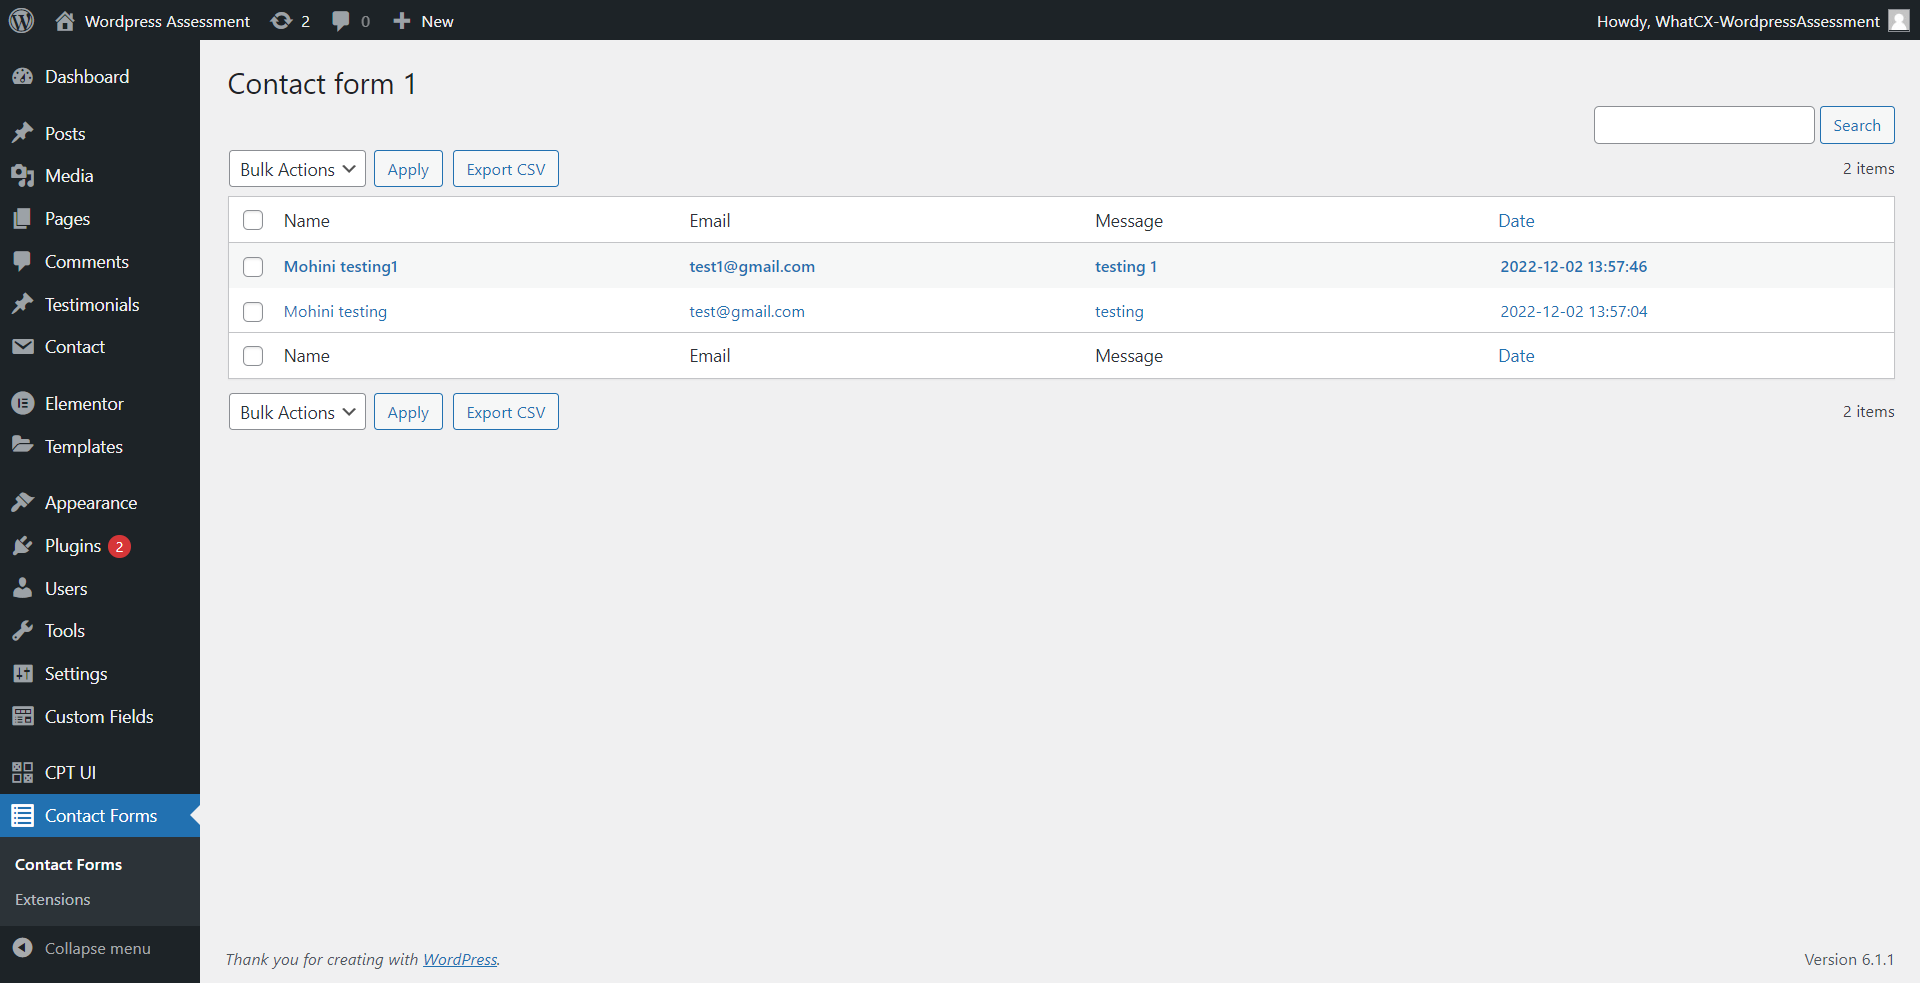 Wordpress Assessment 2 0 New Howdy, WhatCX-WordpressAssessment
Dashboard
Posts
Media
Pages
Comments
Testimonials
Contact
Elementor
Templates
Appearance
Plugins 2
Users
Tools
Settings
Custom Fields
CPT UI
Contact Forms
Contact Forms
Extensions
Collapse menu
Contact form 1
Search
Bulk Actions Apply Export CSV 2 items
Name Email Message Date
Mohini testing1 test1@gmail.com testing 1 2022-12-02 13:57:46
Mohini testing test@gmail.com testing 2022-12-02 13:57:04
Name Email Message Date
Bulk Actions Apply Export CSV 2 items
Thank you for creating with WordPress. Version 6.1.1